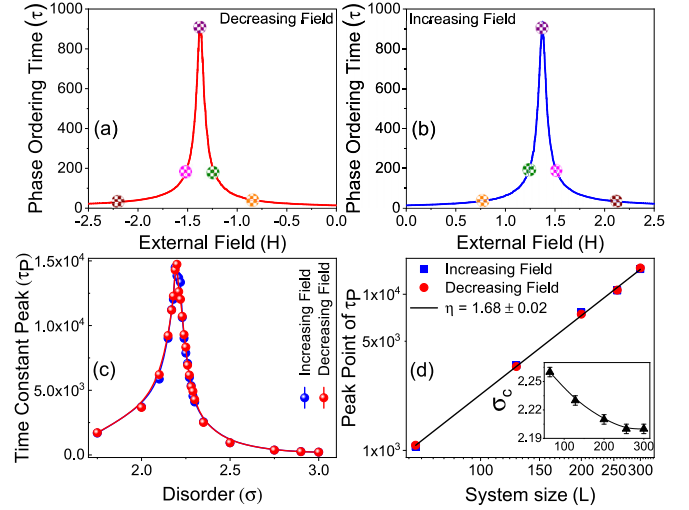 Decreasing Field
1000
800
600
400
200
0
Phase Ordering Time (τ)
(a)
-2.5 -2.0 -1.5 -1.0 -0.5 0.0
External Field (H)
Increasing Field
1000
800
600
400
200
0
Phase Ordering Time (τ)
(b)
0.0 0.5 1.0 1.5 2.0 2.5
External Field (H)
1.5x10⁴
1.0x10⁴
5.0x10³
0.0
Time Constant Peak (τP)
(c)
Increasing Field
Decreasing Field
2.0 2.5 3.0
Disorder (σ)
Increasing Field
Decreasing Field
η = 1.68 ± 0.02
1x10⁴
5x10³
1x10³
Peak Point of τP
(d)
σc
2.25
2.22
2.19
100 200 300
100 150 200 250 300
System size (L)